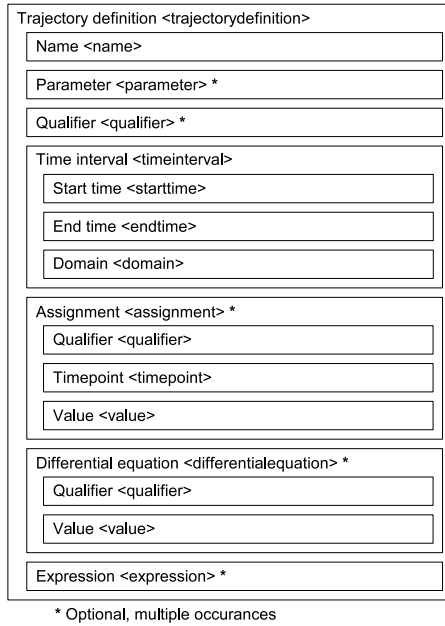 Trajectory definition <trajectorydefinition>
Name <name>
Parameter <parameter> *
Qualifier <qualifier> *
Time interval <timeinterval>
Start time <starttime>
End time <endtime>
Domain <domain>
Assignment <assignment> *
Qualifier <qualifier>
Timepoint <timepoint>
Value <value>
Differential equation <differentialequation> *
Qualifier <qualifier>
Value <value>
Expression <expression> *
* Optional, multiple occurances